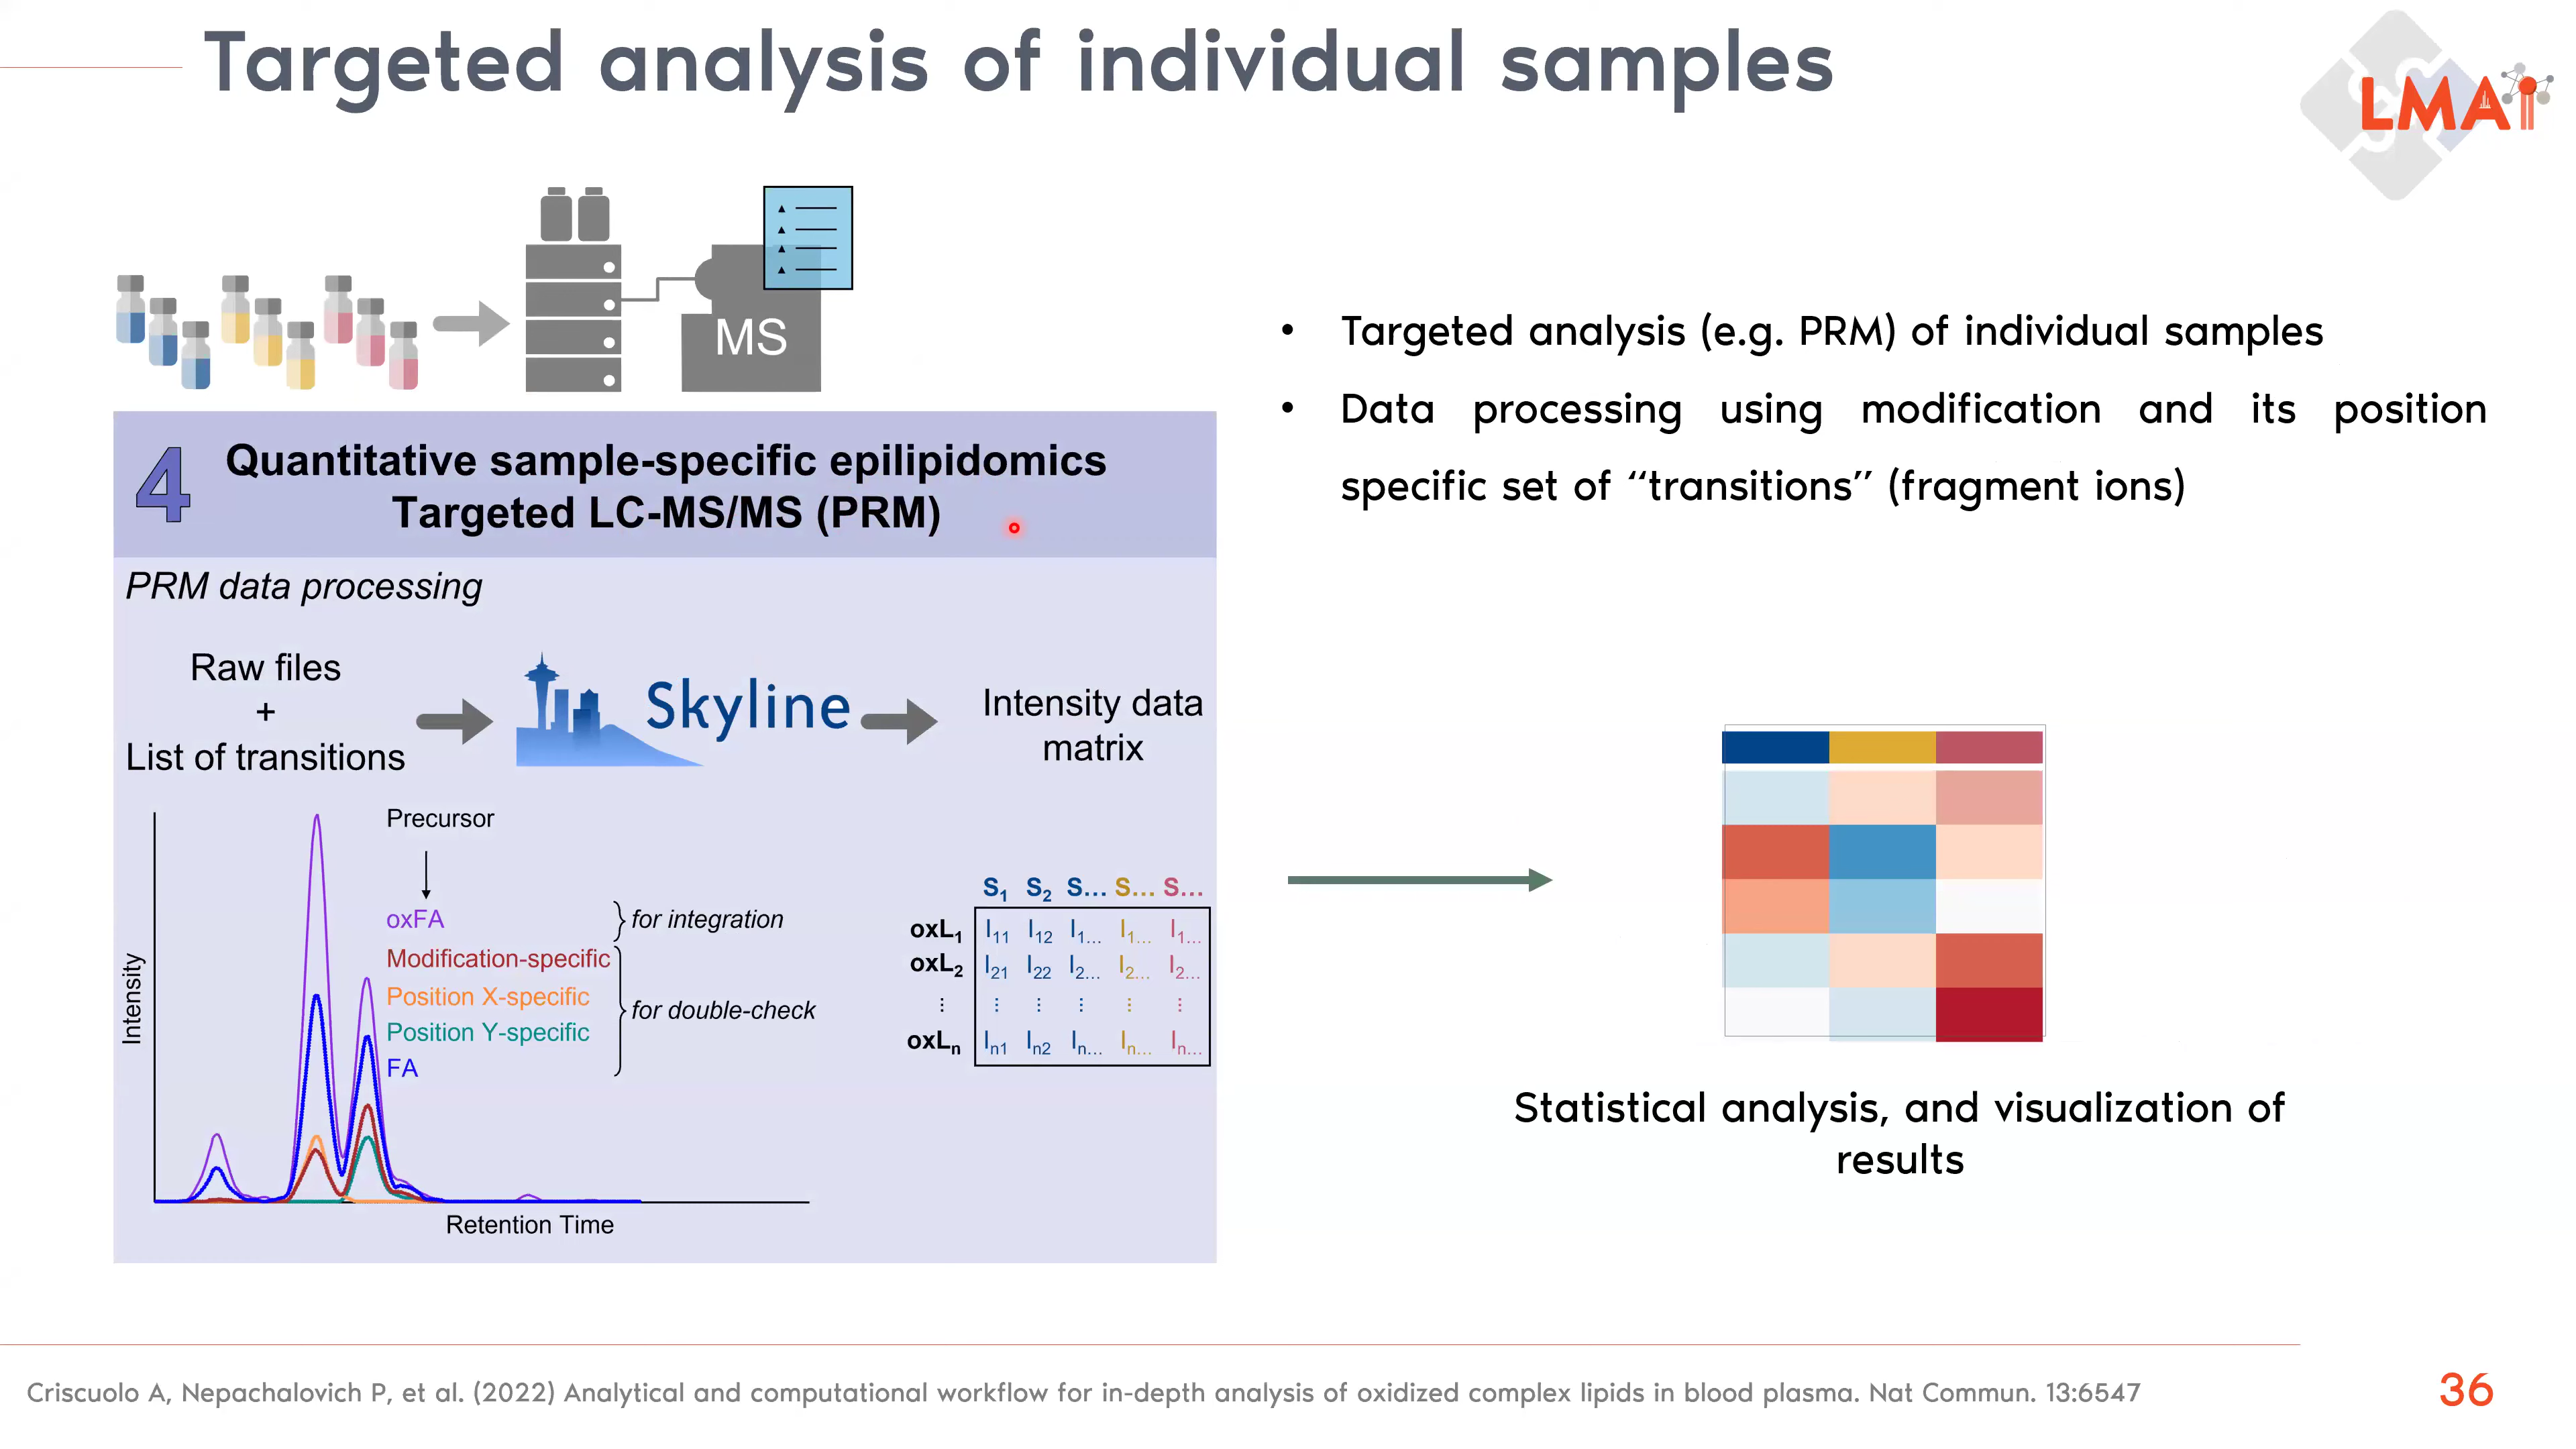 Targeted analysis of individual samples
LMAI
MS
• Targeted analysis (e.g. PRM) of individual samples
• Data processing using modification and its position
specific set of “transitions” (fragment ions)
4
Quantitative sample-specific epilipidomics
Targeted LC-MS/MS (PRM)
PRM data processing
Raw files
+
List of transitions
Skyline
Intensity data
matrix
Precursor
oxFA
for integration
Modification-specific
Position X-specific
Position Y-specific
FA
for double-check
Intensity
Retention Time
S1 S2 S... S... S...
oxL1 I11 I12 I1... I1... I1...
oxL2 I21 I22 I2... I2... I2...
⋮ ⋮ ⋮ ⋮ ⋮ ⋮
oxLn In1 In2 In... In... In...
Statistical analysis, and visualization of
results
Criscuolo A, Nepachalovich P, et al. (2022) Analytical and computational workflow for in-depth analysis of oxidized complex lipids in blood plasma. Nat Commun. 13:6547
36